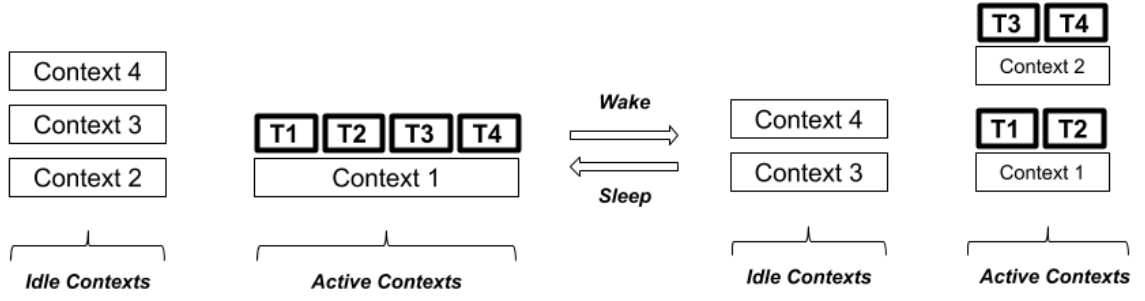 Context 4
Context 3
Context 2
Idle Contexts
T1 T2 T3 T4
Context 1
Active Contexts
Wake
Sleep
Context 4
Context 3
Idle Contexts
T3 T4
Context 2
T1 T2
Context 1
Active Contexts